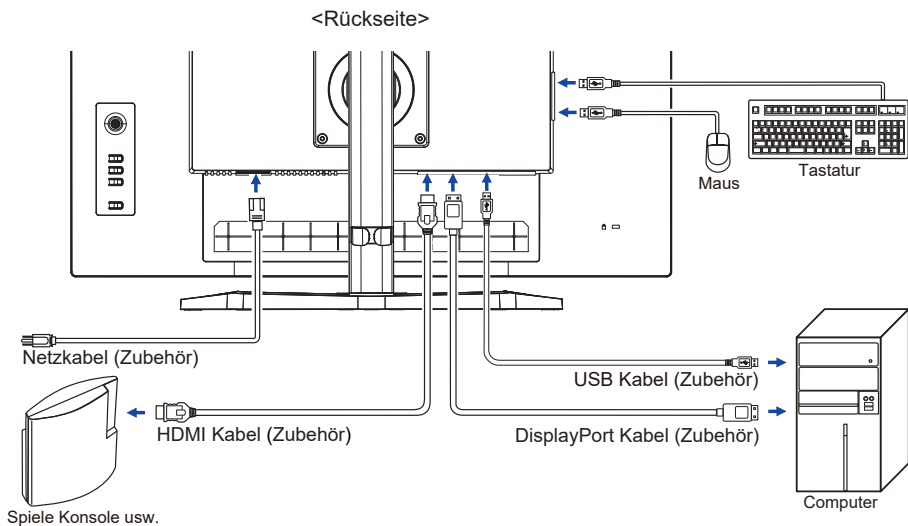 <Rückseite>
Maus
Tastatur
Netzkabel (Zubehör)
USB Kabel (Zubehör)
HDMI Kabel (Zubehör)
DisplayPort Kabel (Zubehör)
Computer
Spiele Konsole usw.